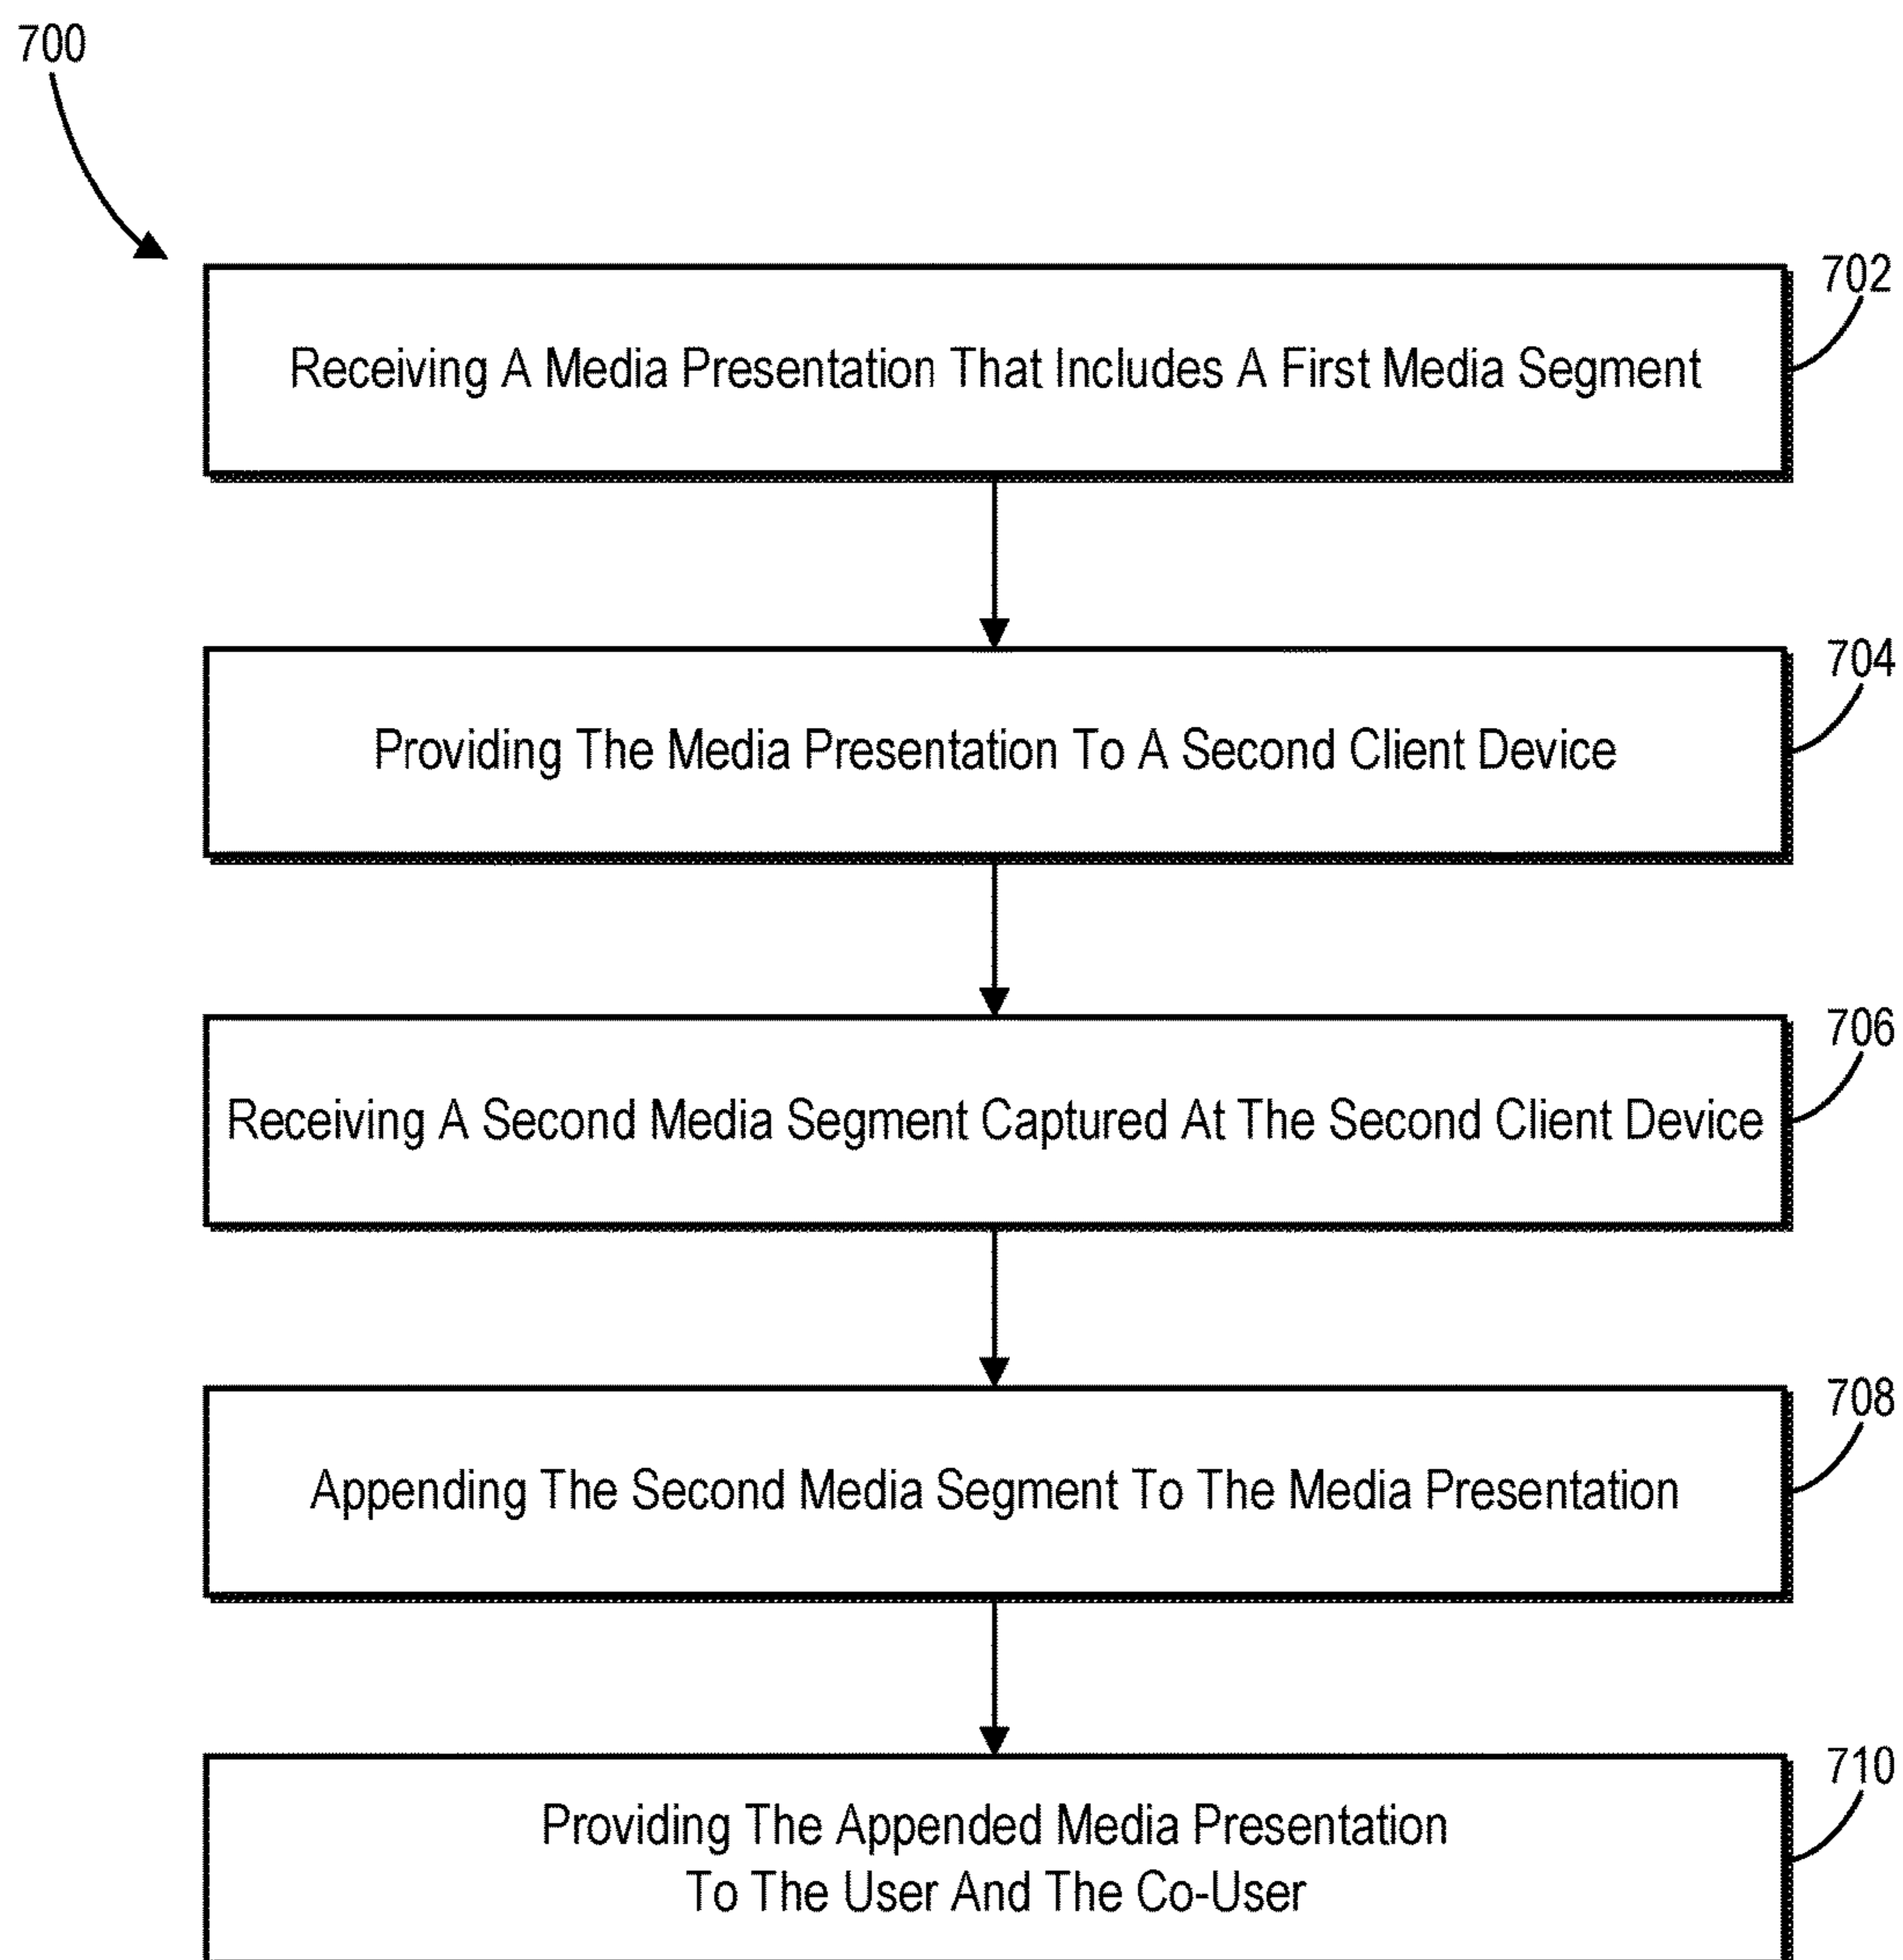 700
702
Receiving A Media Presentation That Includes A First Media Segment
704
Providing The Media Presentation To A Second Client Device
706
Receiving A Second Media Segment Captured At The Second Client Device
708
Appending The Second Media Segment To The Media Presentation
710
Providing The Appended Media Presentation
To The User And The Co-User